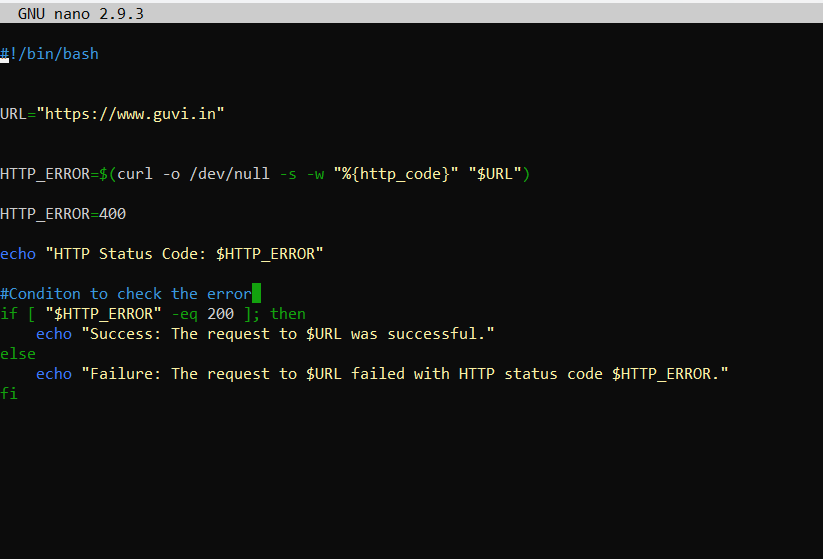 GNU nano 2.9.3
#!/bin/bash
URL="https://www.guvi.in"
HTTP_ERROR=$(curl -o /dev/null -s -w "%{http_code}" "$URL")
HTTP_ERROR=400
echo "HTTP Status Code: $HTTP_ERROR"
#Conditon to check the error
if [ "$HTTP_ERROR" -eq 200 ]; then
    echo "Success: The request to $URL was successful."
else
    echo "Failure: The request to $URL failed with HTTP status code $HTTP_ERROR."
fi